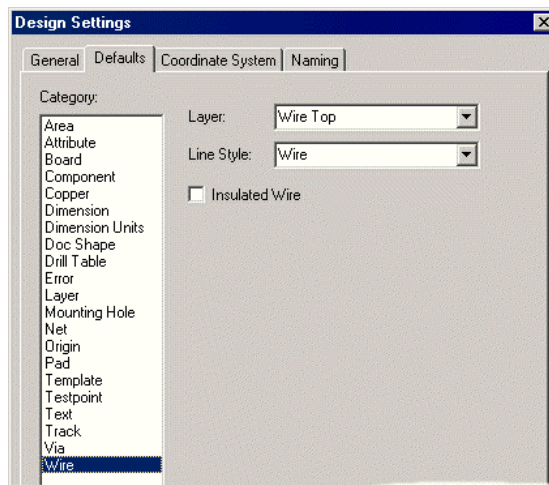 Design Settings
General Defaults Coordinate System Naming
Category:
Area
Attribute
Board
Component
Copper
Dimension
Dimension Units
Doc Shape
Drill Table
Error
Layer
Mounting Hole
Net
Origin
Pad
Template
Testpoint
Text
Track
Via
Wire
Layer: Wire Top
Line Style: Wire
Insulated Wire